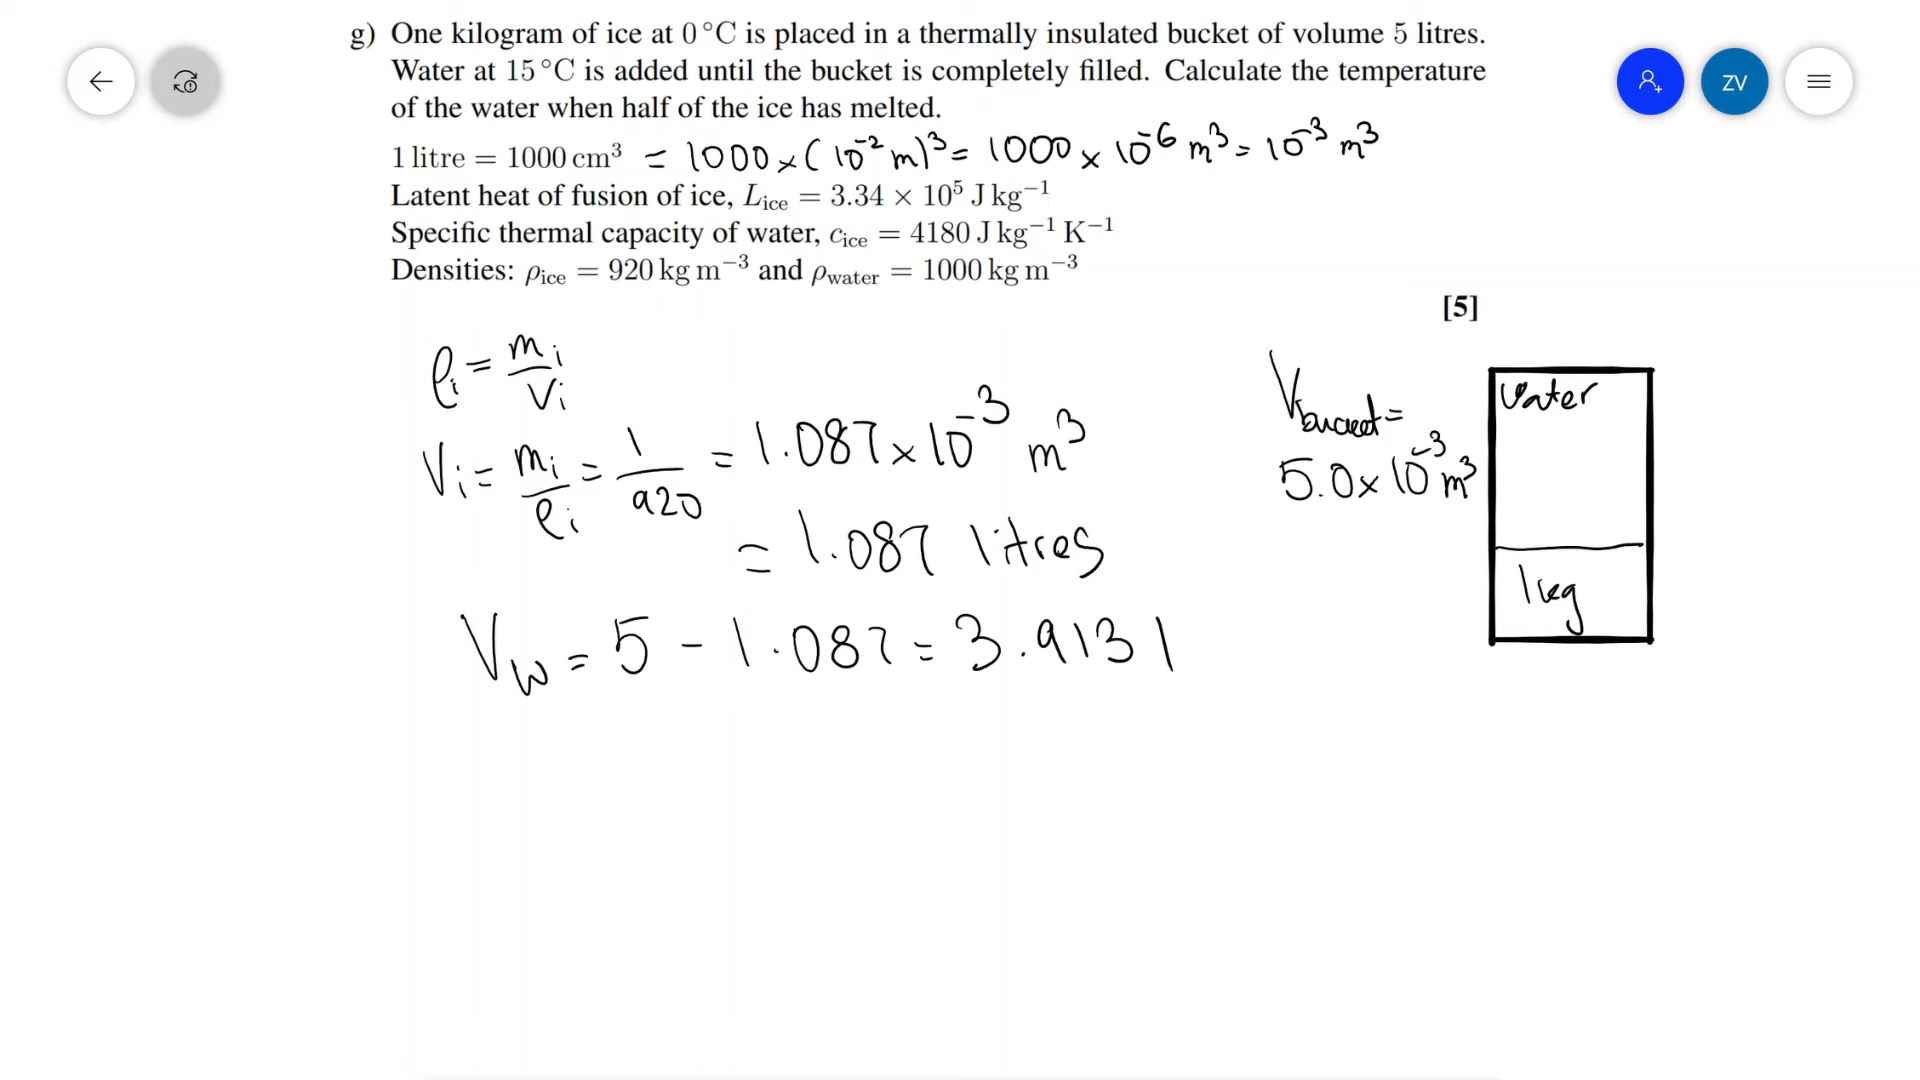 g) One kilogram of ice at 0 °C is placed in a thermally insulated bucket of volume 5 litres.
Water at 15 °C is added until the bucket is completely filled. Calculate the temperature
of the water when half of the ice has melted.
1 litre = 1000 cm³ = 1000 × (10⁻² m)³ = 1000 × 10⁻⁶ m³ = 10⁻³ m³
Latent heat of fusion of ice, L_ice = 3.34 × 10⁵ J kg⁻¹
Specific thermal capacity of water, c_ice = 4180 J kg⁻¹ K⁻¹
Densities: ρ_ice = 920 kg m⁻³ and ρ_water = 1000 kg m⁻³
[5]
ZV
ρᵢ = mᵢ / Vᵢ
Vᵢ = mᵢ / ρᵢ = 1 / 920 = 1.087 × 10⁻³ m³
= 1.087 litres
V_w = 5 - 1.087 = 3.913 l
V_bucket =
5.0 × 10⁻³ m³
water
1 kg